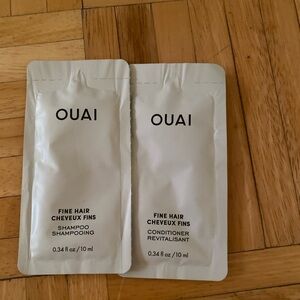 OUAI
FINE HAIR
CHEVEUX FINS
SHAMPOO
SHAMPOOING
0.34 fl oz / 10 ml
OUAI
FINE HAIR
CHEVEUX FINS
CONDITIONER
REVITALISANT
0.34 fl oz / 10 ml